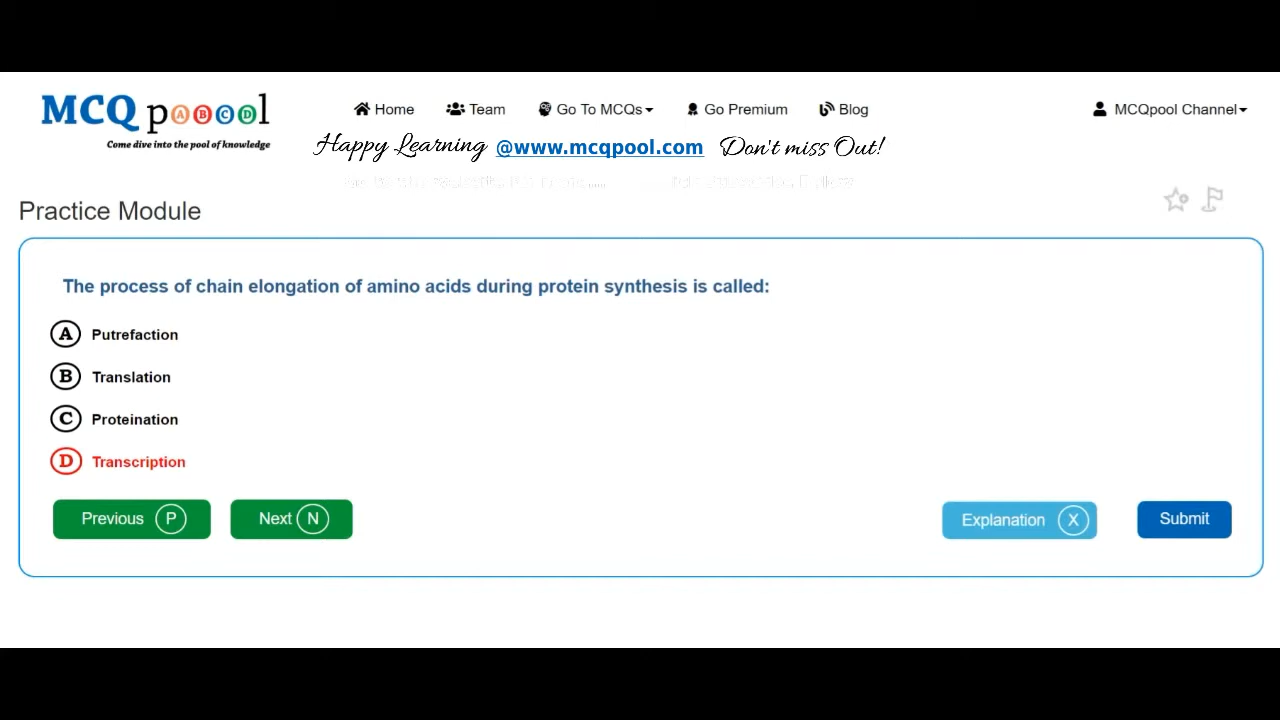 MCQ pooool
Come dive into the pool of knowledge
Home Team Go To MCQs Go Premium Blog MCQpool Channel
Happy Learning @www.mcqpool.com Don't miss Out!
Practice Module
The process of chain elongation of amino acids during protein synthesis is called:
A Putrefaction
B Translation
C Proteination
D Transcription
Previous P Next N Explanation X Submit